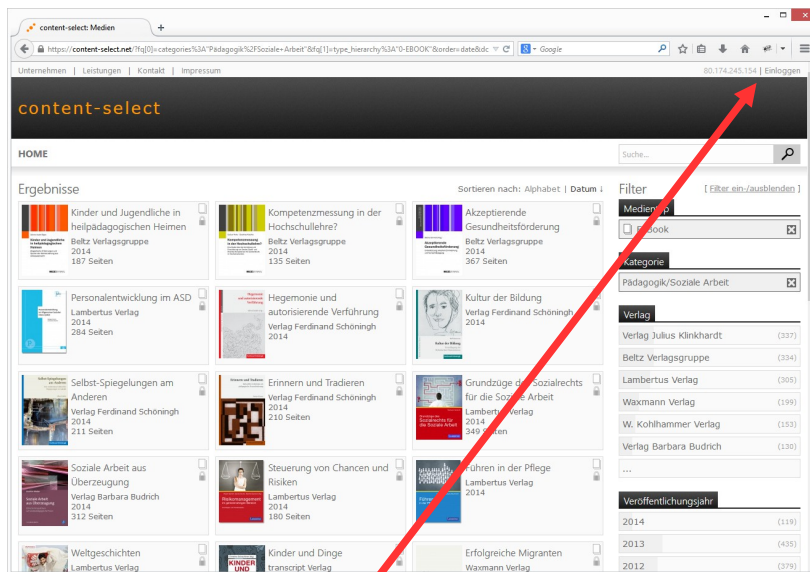 content-select: Medien
https://content-select.net/?fq[0]=categories%3A"Pädagogik%2FSoziale+Arbeit"&fq[1]=type_hierarchy%3A"0-EBOOK"&order=date&dc
Google
Unternehmen | Leistungen | Kontakt | Impressum
80.174.245.154 | Einloggen
content-select
HOME
Suche...
Ergebnisse
Sortieren nach: Alphabet | Datum ↓
Kinder und Jugendliche in
heilpädagogischen Heimen
Beltz Verlagsgruppe
2014
187 Seiten
Kompetenzmessung in der
Hochschullehre?
Beltz Verlagsgruppe
2014
135 Seiten
Akzeptierende
Gesundheitsförderung
Beltz Verlagsgruppe
2014
367 Seiten
Personalentwicklung im ASD
Lambertus Verlag
2014
284 Seiten
Hegemonie und
autorisierende Verführung
Verlag Ferdinand Schöningh
2014
Kultur der Bildung
Verlag Ferdinand Schöningh
2014
Selbst-Spiegelungen am
Anderen
Verlag Ferdinand Schöningh
2014
211 Seiten
Erinnern und Tradieren
Verlag Ferdinand Schöningh
2014
210 Seiten
Grundzüge des Sozialrechts
für die Soziale Arbeit
Lambertus Verlag
2014
349 Seiten
Soziale Arbeit aus
Überzeugung
Verlag Barbara Budrich
2014
312 Seiten
Steuerung von Chancen und
Risiken
Lambertus Verlag
2014
180 Seiten
Führen in der Pflege
Lambertus Verlag
2014
Weltgeschichten
Lambertus Verlag
KINDER
UND
Kinder und Dinge
transcript Verlag
Erfolgreiche Migranten
Waxmann Verlag
Filter
[ Filter ein-/ausblenden ]
Medientyp
Ebook
Kategorie
Pädagogik/Soziale Arbeit
Verlag
Verlag Julius Klinkhardt (337)
Beltz Verlagsgruppe (334)
Lambertus Verlag (305)
Waxmann Verlag (199)
W. Kohlhammer Verlag (153)
Verlag Barbara Budrich (130)
...
Veröffentlichungsjahr
2014 (119)
2013 (435)
2012 (379)